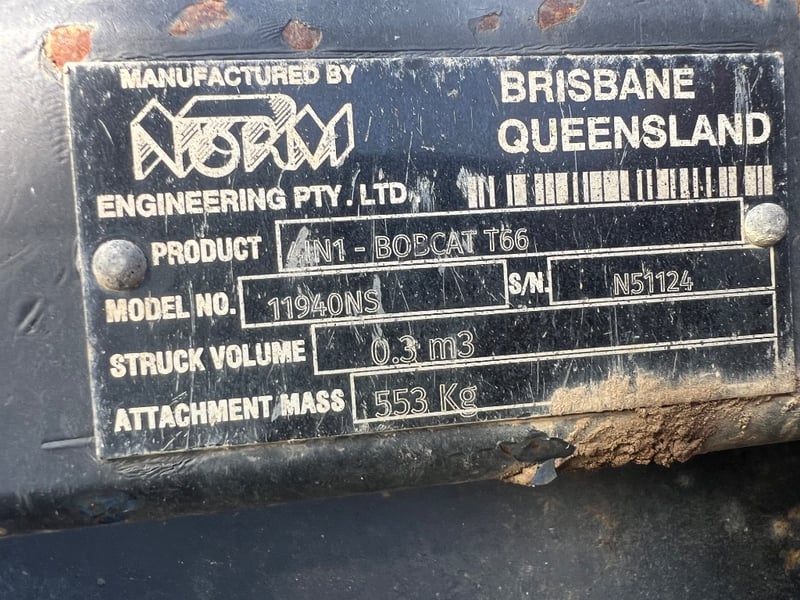 MANUFACTURED BY
NORM
ENGINEERING PTY. LTD
BRISBANE
QUEENSLAND
PRODUCT 4IN1 - BOBCAT T66
MODEL NO. 11940NS S/N. N51124
STRUCK VOLUME 0.3 m3
ATTACHMENT MASS 553 Kg